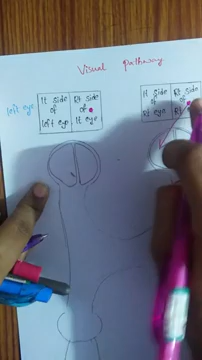 Visual Pathway
left eye
lt side
of
left eye
Rt side
of
lt eye
lt side
of
Rt eye
Rt side
of
Rt